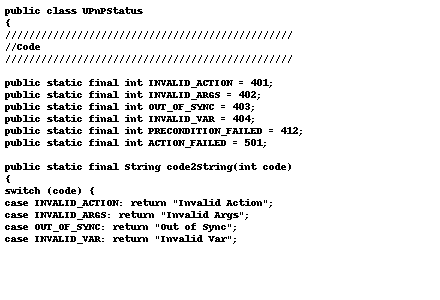 public class UPnPStatus
{
////////////////////////////////////////////////
//Code
////////////////////////////////////////////////
public static final int INVALID_ACTION = 401;
public static final int INVALID_ARGS = 402;
public static final int OUT_OF_SYNC = 403;
public static final int INVALID_VAR = 404;
public static final int PRECONDITION_FAILED = 412;
public static final int ACTION_FAILED = 501;
public static final String code2String(int code)
{
switch (code) {
case INVALID_ACTION: return "Invalid Action";
case INVALID_ARGS: return "Invalid Args";
case OUT_OF_SYNC: return "Out of Sync";
case INVALID_VAR: return "Invalid Var";